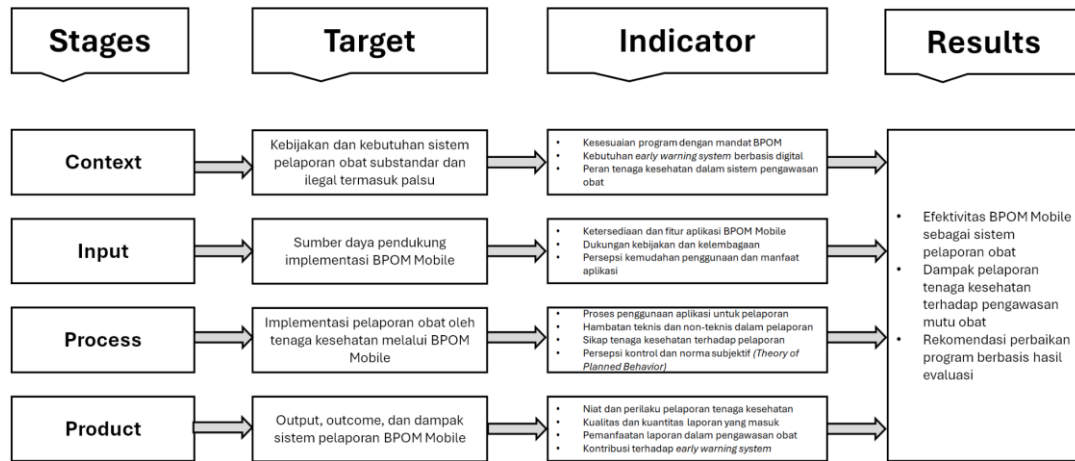 Stages
Target
Indicator
Results
Context
Kebijakan dan kebutuhan sistem
pelaporan obat substandar dan
ilegal termasuk palsu
• Kesesuaian program dengan mandat BPOM
• Kebutuhan early warning system berbasis digital
• Peran tenaga kesehatan dalam sistem pengawasan
obat
Input
Sumber daya pendukung
implementasi BPOM Mobile
• Ketersediaan dan fitur aplikasi BPOM Mobile
• Dukungan kebijakan dan kelembagaan
• Persepsi kemudahan penggunaan dan manfaat
aplikasi
Process
Implementasi pelaporan obat oleh
tenaga kesehatan melalui BPOM
Mobile
• Proses penggunaan aplikasi untuk pelaporan
• Hambatan teknis dan non-teknis dalam pelaporan
• Sikap tenaga kesehatan terhadap pelaporan
• Persepsi kontrol dan norma subjektif (Theory of
Planned Behavior)
Product
Output, outcome, dan dampak
sistem pelaporan BPOM Mobile
• Niat dan perilaku pelaporan tenaga kesehatan
• Kualitas dan kuantitas laporan yang masuk
• Pemanfaatan laporan dalam pengawasan obat
• Kontribusi terhadap early warning system
• Efektivitas BPOM Mobile
sebagai sistem
pelaporan obat
• Dampak pelaporan
tenaga kesehatan
terhadap pengawasan
mutu obat
• Rekomendasi perbaikan
program berbasis hasil
evaluasi